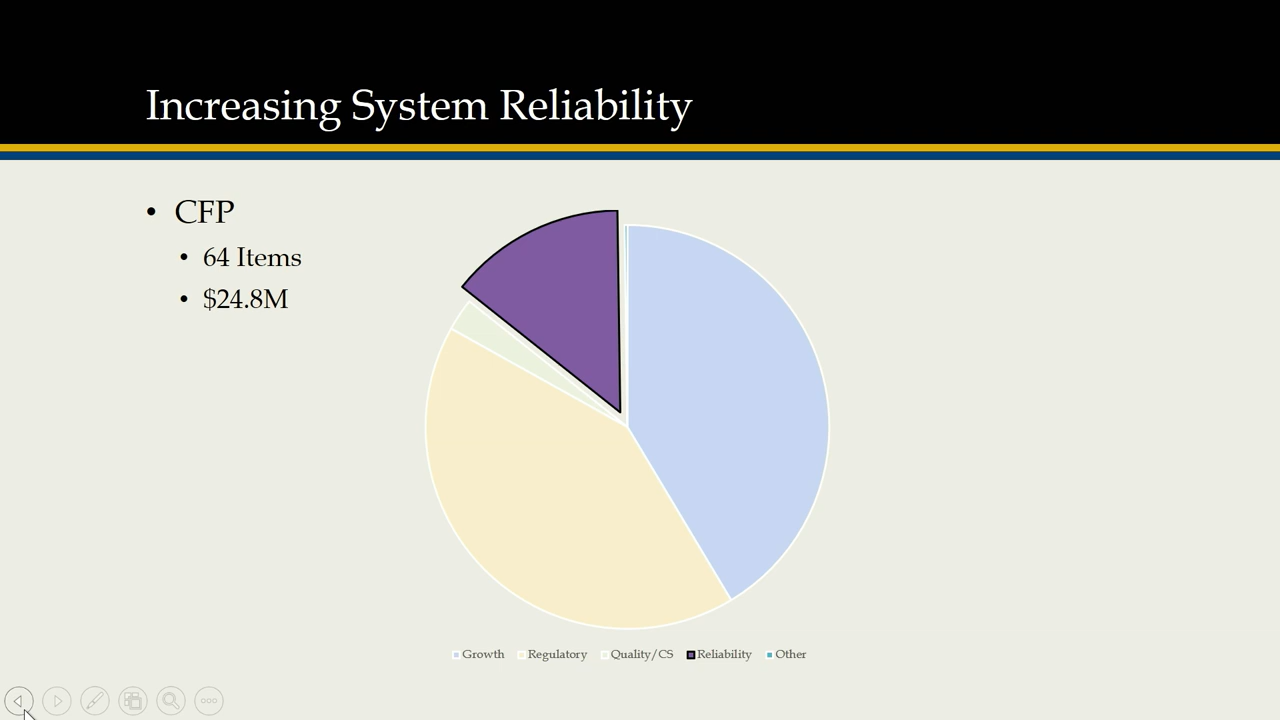 Increasing System Reliability
• CFP
• 64 Items
• $24.8M
Growth Regulatory Quality/CS Reliability Other